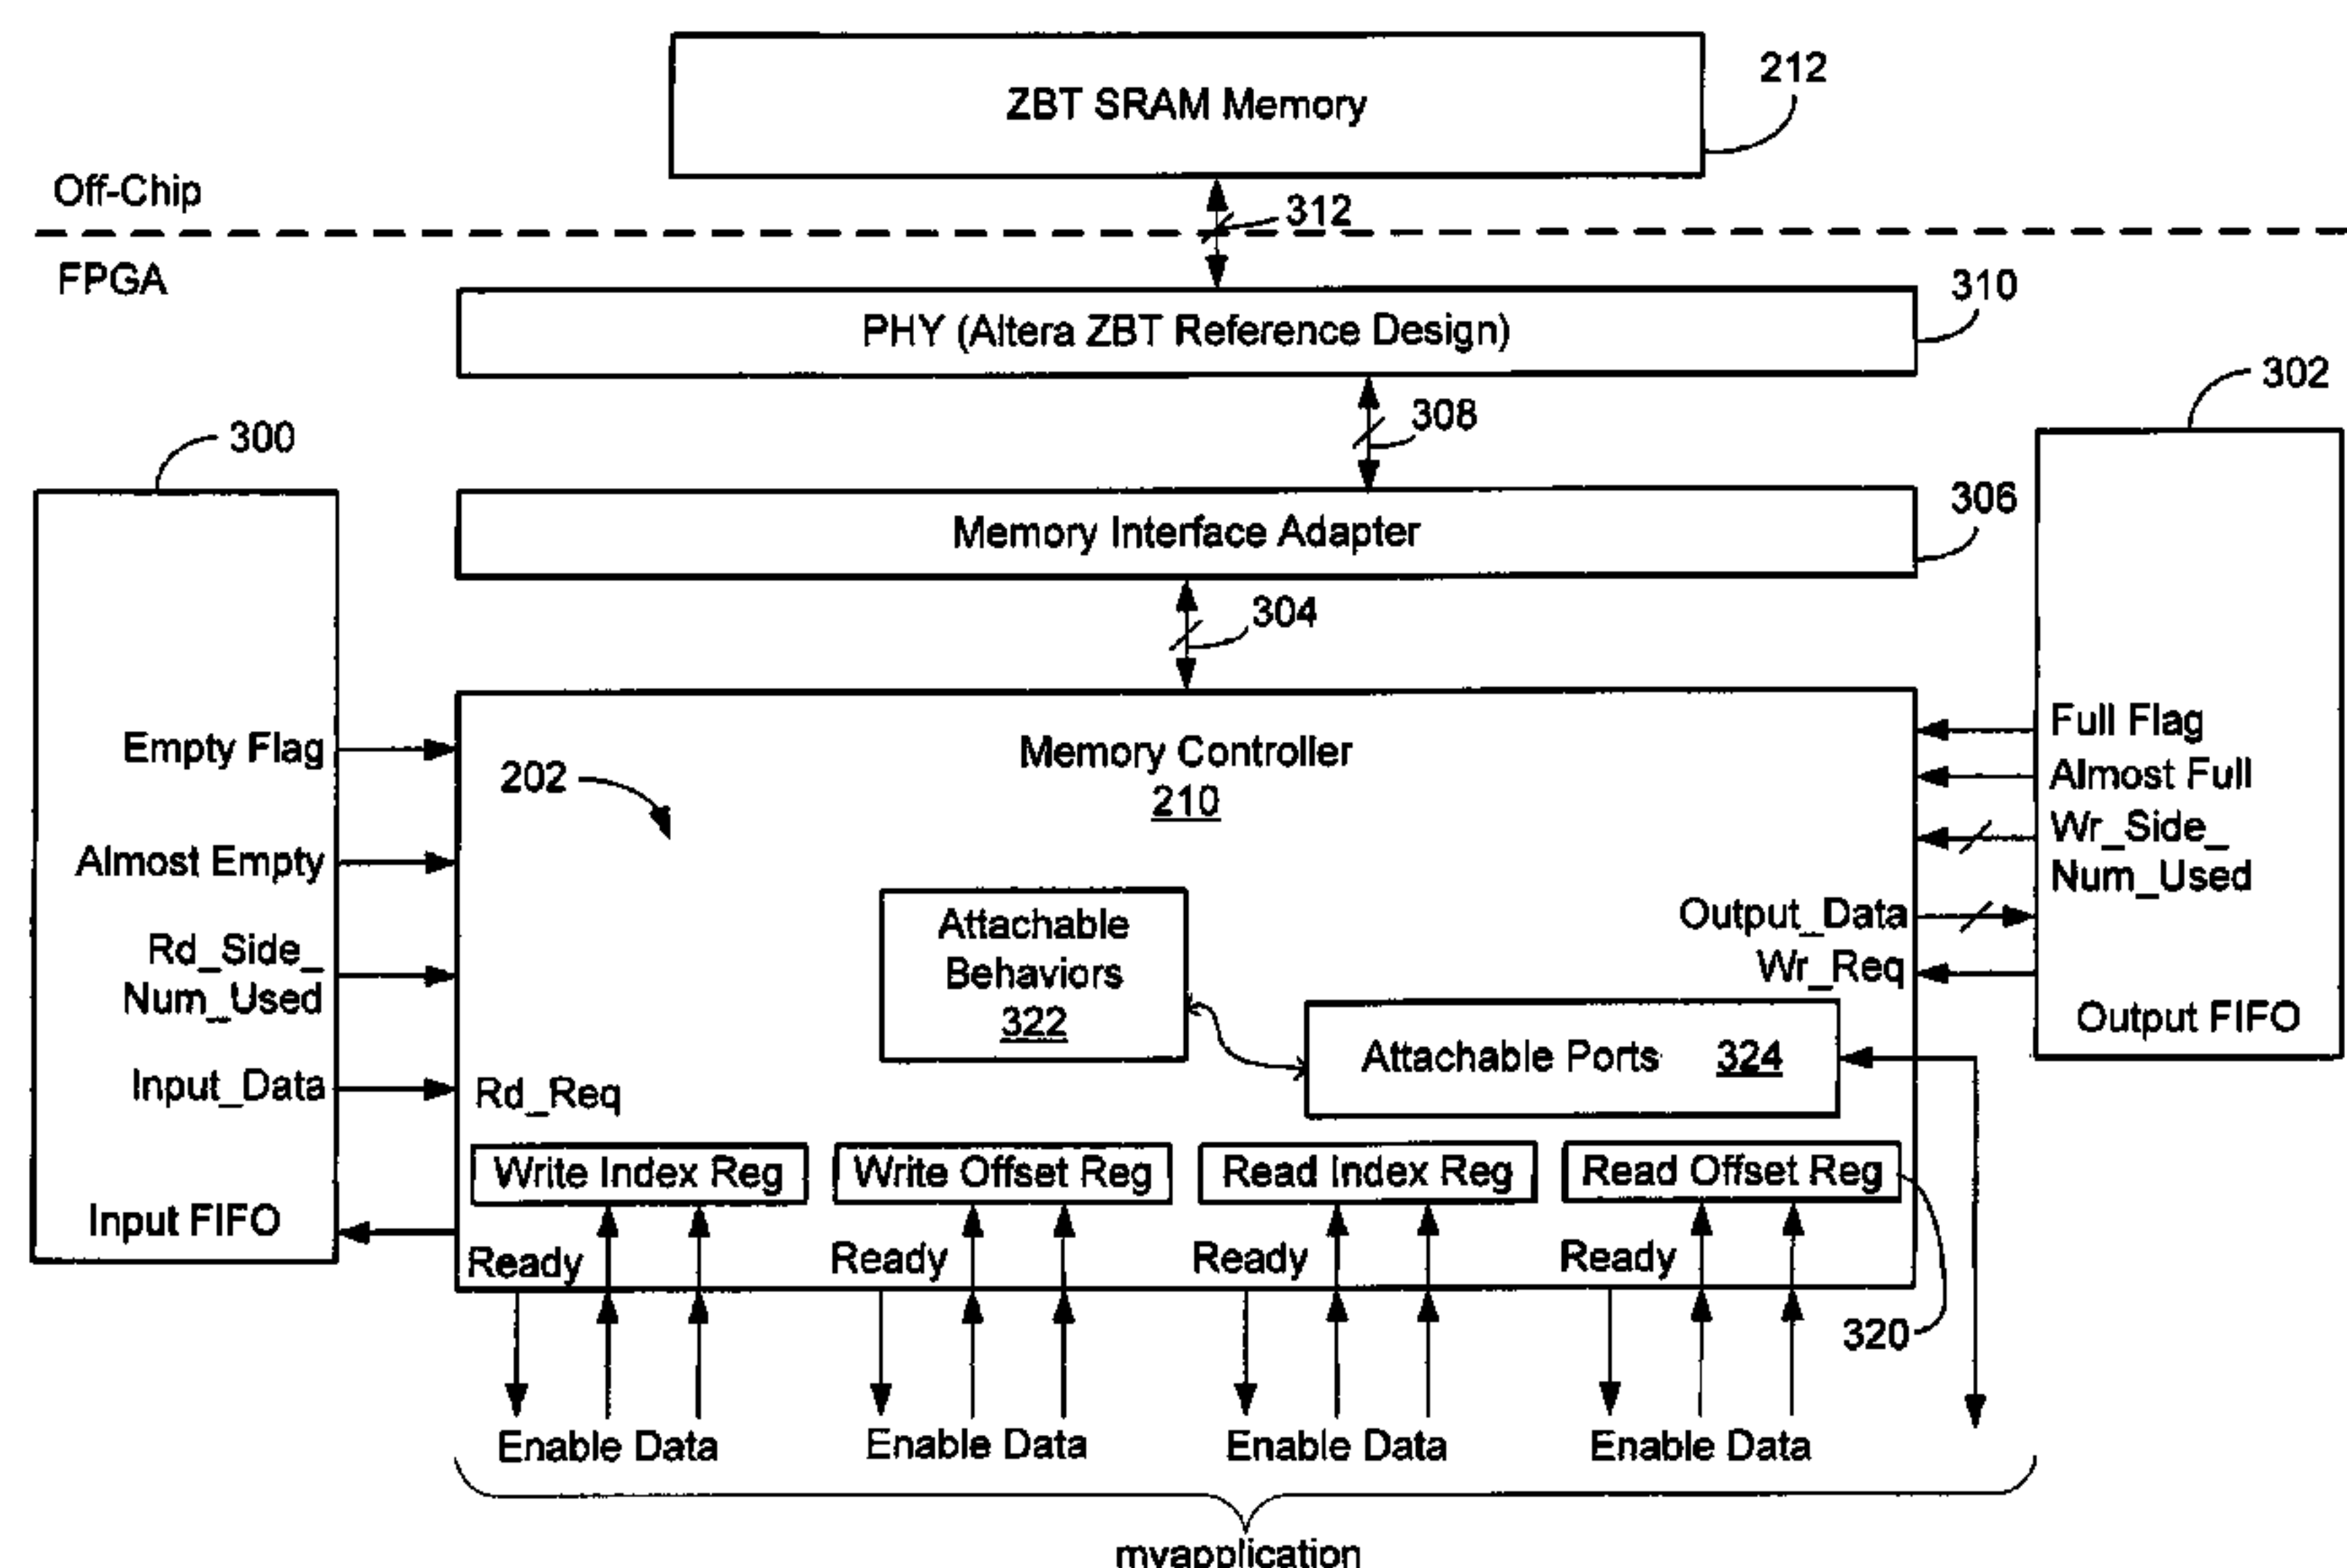 ZBT SRAM Memory
212
Off-Chip
312
FPGA
PHY (Altera ZBT Reference Design)
310
308
302
300
Memory Interface Adapter
306
304
Empty Flag
Almost Empty
Rd_Side_
Num_Used
Input_Data
Input FIFO
Memory Controller
210
202
Attachable
Behaviors
322
Attachable Ports 324
Rd_Req
Full Flag
Almost Full
Wr_Side_
Num_Used
Output_Data
Wr_Req
Output FIFO
Write Index Reg
Write Offset Reg
Read Index Reg
Read Offset Reg
Ready
Ready
Ready
Ready
320
Enable Data
Enable Data
Enable Data
Enable Data
myapplication